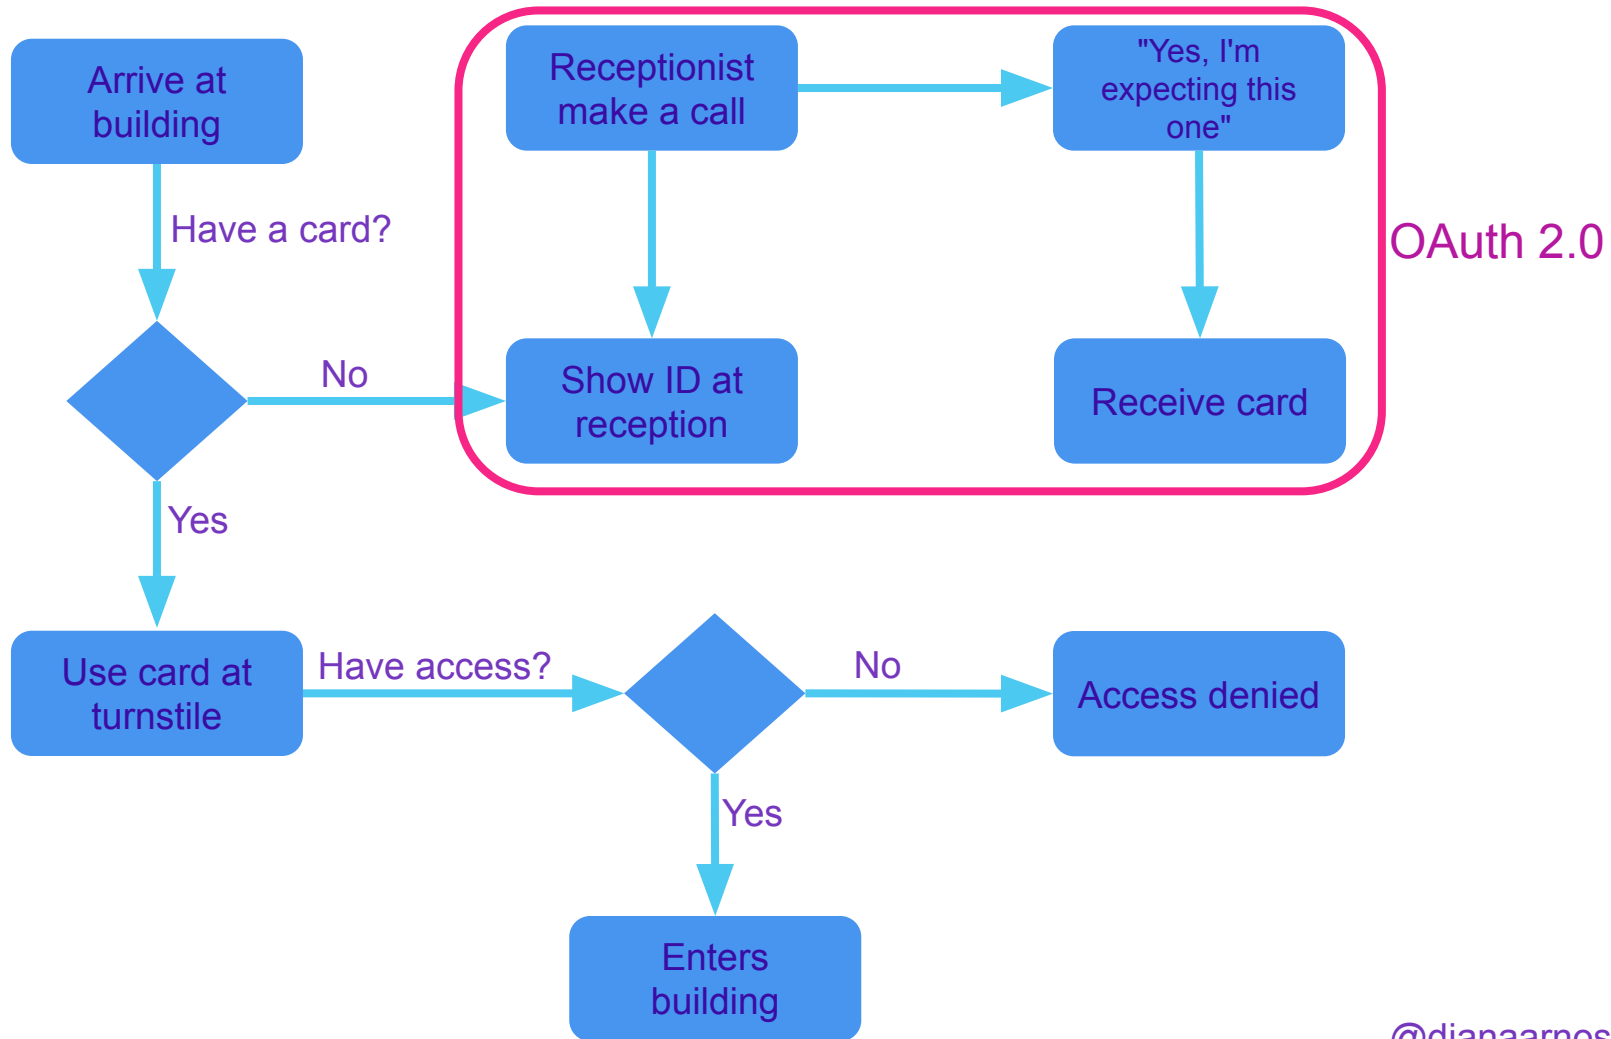 Arrive at
building
Receptionist
make a call
"Yes, I'm
expecting this
one"
Have a card?
OAuth 2.0
No
Show ID at
reception
Receive card
Yes
Use card at
turnstile
Have access?
No
Access denied
Yes
Enters
building
@dianaarnos